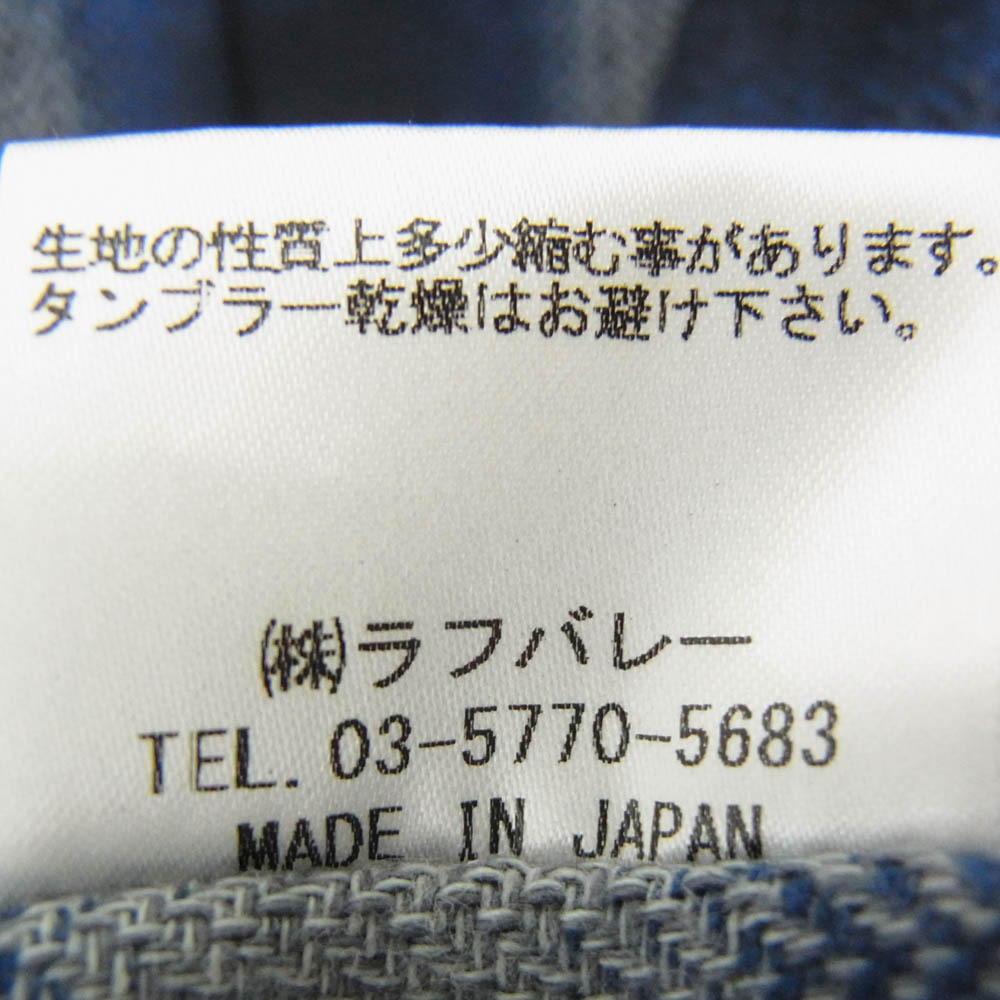 生地の性質上多少縮む事があります。
タンブラー乾燥はお避け下さい。
㈱ラフバレー
TEL. 03-5770-5683
MADE IN JAPAN